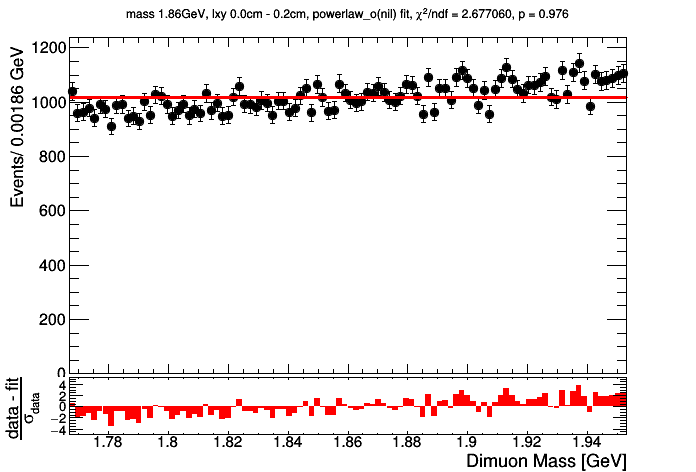 mass 1.86GeV, lxy 0.0cm - 0.2cm, powerlaw_o(nil) fit, χ²/ndf = 2.677060, p = 0.976
Events/ 0.00186 GeV
1200
1000
800
600
400
200
0
data - fit
σdata
4
2
0
−2
−4
1.78 1.8 1.82 1.84 1.86 1.88 1.9 1.92 1.94
Dimuon Mass [GeV]